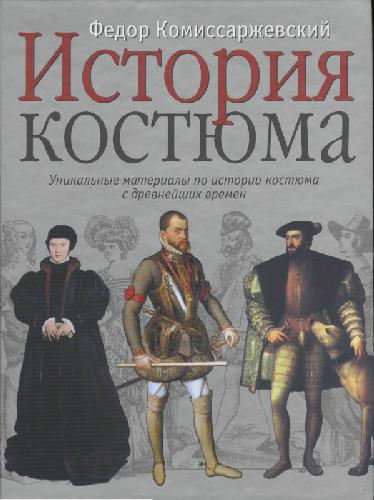 Федор Комиссаржевский
История
костюма
Уникальные материалы по истории костюма
с древнейших времен